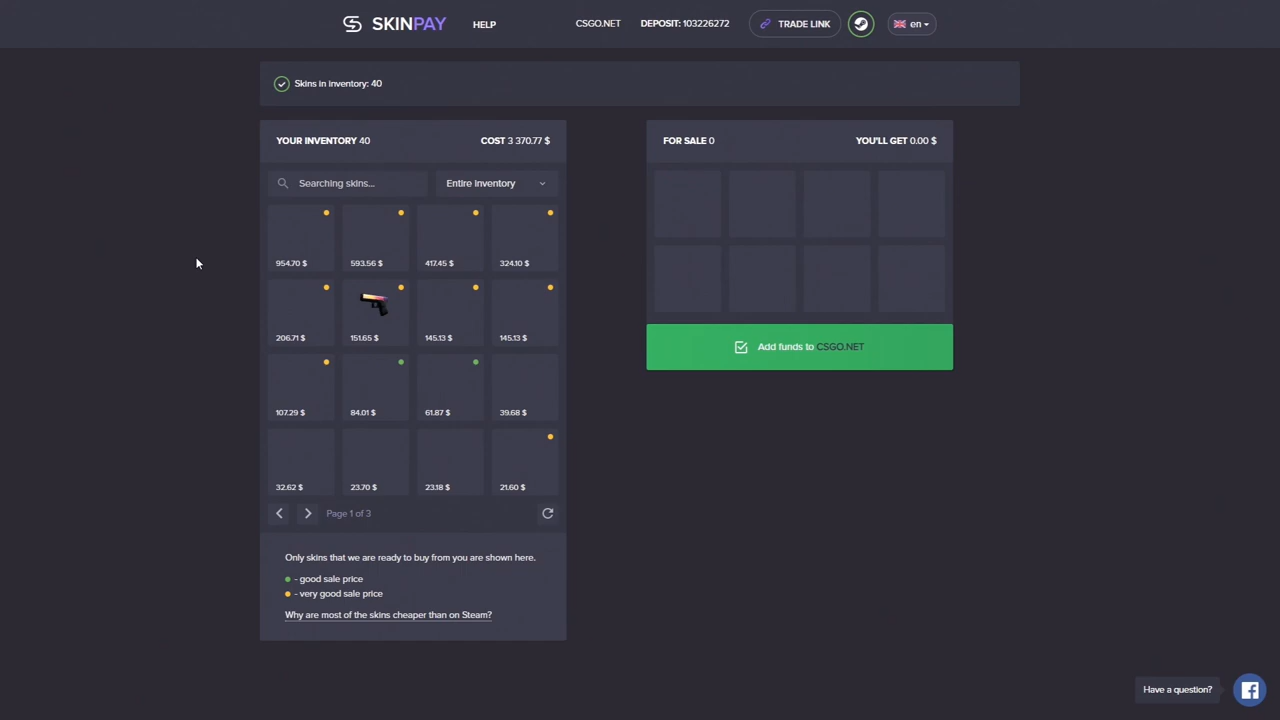 SKINPAY
HELP
CSGO.NET
DEPOSIT: 103226272
TRADE LINK
en
Skins in inventory: 40
YOUR INVENTORY 40
COST 3 370.77 $
Searching skins...
Entire inventory
954.70 $
593.56 $
417.45 $
324.10 $
206.71 $
151.65 $
145.13 $
145.13 $
107.29 $
84.01 $
61.87 $
39.68 $
32.62 $
23.70 $
23.18 $
21.60 $
Page 1 of 3
Only skins that we are ready to buy from you are shown here.
- good sale price
- very good sale price
Why are most of the skins cheaper than on Steam?
FOR SALE 0
YOU'LL GET 0.00 $
Add funds to CSGO.NET
Have a question?